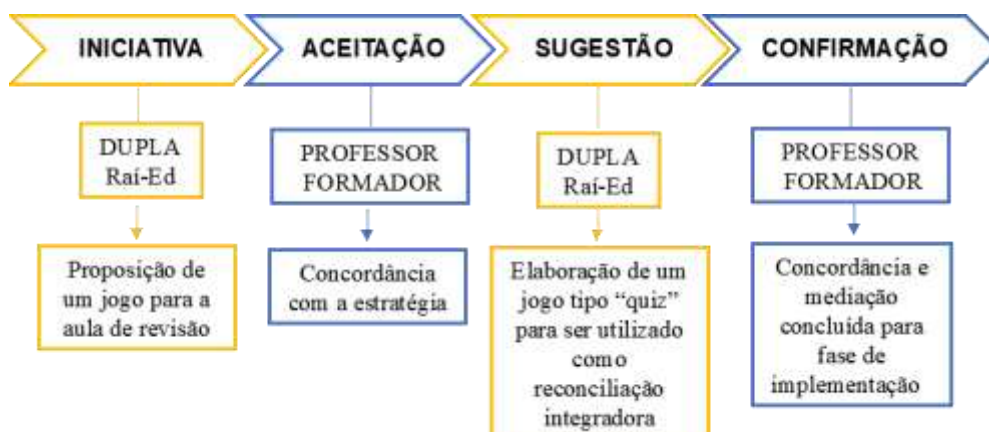 INICIATIVA
ACEITAÇÃO
SUGESTÃO
CONFIRMAÇÃO
DUPLA
Raí-Ed
PROFESSOR
FORMADOR
DUPLA
Raí-Ed
PROFESSOR
FORMADOR
Proposição de
um jogo para a
aula de revisão
Concordância
com a estratégia
Elaboração de um
jogo tipo “quiz”
para ser utilizado
como
reconciliação
integradora
Concordância e
mediação
concluída para
fase de
implementação